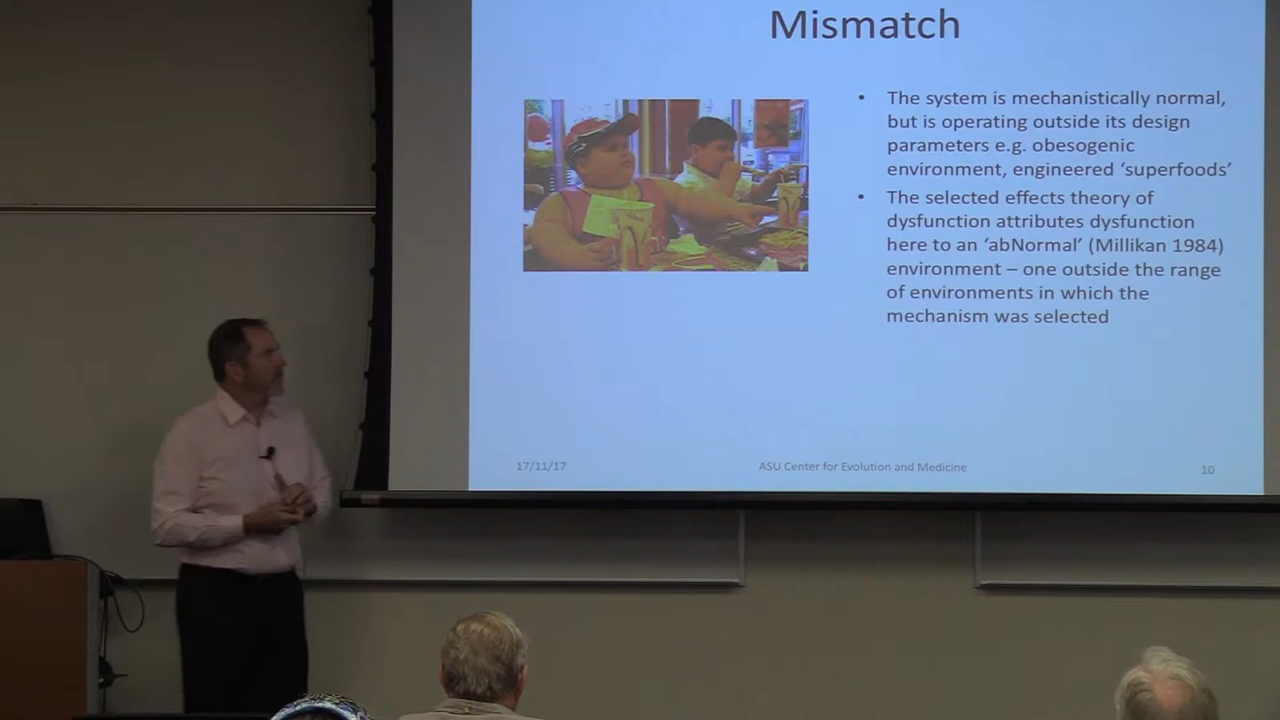 Mismatch
• The system is mechanistically normal,
but is operating outside its design
parameters e.g. obesogenic
environment, engineered ‘superfoods’
• The selected effects theory of
dysfunction attributes dysfunction
here to an ‘abNormal’ (Millikan 1984)
environment – one outside the range
of environments in which the
mechanism was selected
17/11/17
ASU Center for Evolution and Medicine
10